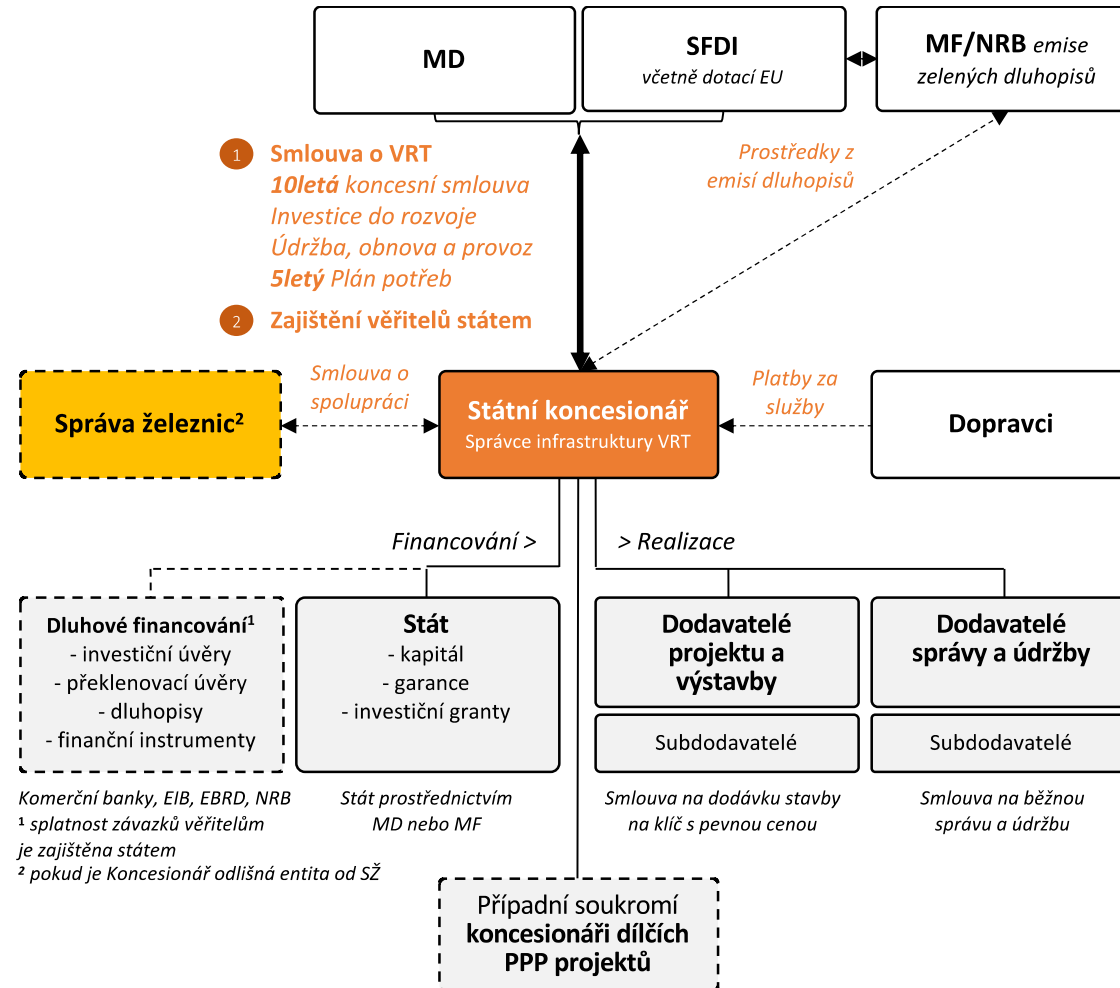 MD
SFDI
včetně dotací EU
MF/NRB emise
zelených dluhopisů
1 Smlouva o VRT
10letá koncesní smlouva
Investice do rozvoje
Údržba, obnova a provoz
5letý Plán potřeb
2 Zajištění věřitelů státem
Prostředky z
emisí dluhopisů
Správa železnic²
Smlouva o
spolupráci
Státní koncesionář
Správce infrastruktury VRT
Platby za
služby
Dopravci
Financování >
> Realizace
Dluhové financování¹
- investiční úvěry
- překlenovací úvěry
- dluhopisy
- finanční instrumenty
Stát
- kapitál
- garance
- investiční granty
Dodavatelé
projektu a
výstavby
Subdodavatelé
Dodavatelé
správy a údržby
Subdodavatelé
Komerční banky, EIB, EBRD, NRB
¹ splatnost závazků věřitelům
je zajištěna státem
² pokud je Koncesionář odlišná entita od SŽ
Stát prostřednictvím
MD nebo MF
Smlouva na dodávku stavby
na klíč s pevnou cenou
Smlouva na běžnou
správu a údržbu
Případní soukromí
koncesionáři dílčích
PPP projektů